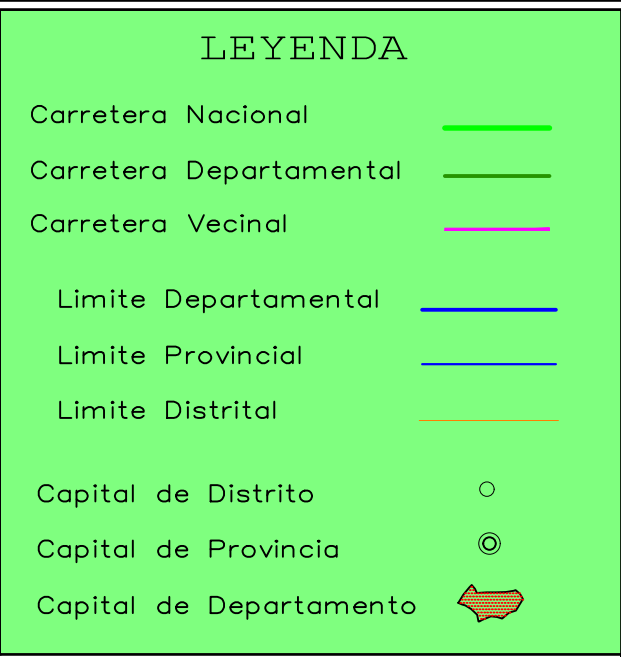 LEYENDA
Carretera Nacional
Carretera Departamental
Carretera Vecinal
Limite Departamental
Limite Provincial
Limite Distrital
Capital de Distrito
Capital de Provincia
Capital de Departamento